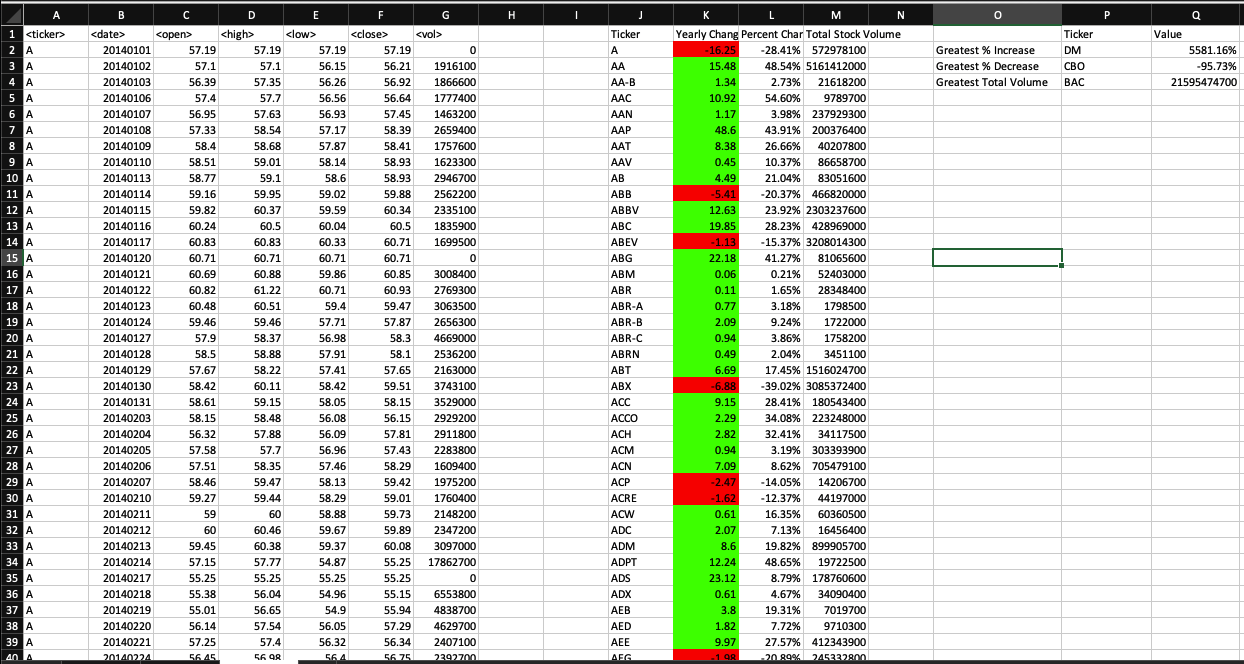 A B C D E F G H I J K L M N O P Q
1 <ticker> <date> <open> <high> <low> <close> <vol> Ticker Yearly Chang Percent Char Total Stock Volume Ticker Value
2 A 20140101 57.19 57.19 57.19 57.19 0 A -16.25 -28.41% 572978100 Greatest % Increase DM 5581.16%
3 A 20140102 57.1 57.1 56.15 56.21 1916100 AA 15.48 48.54% 5161412000 Greatest % Decrease CBO -95.73%
4 A 20140103 56.39 57.35 56.26 56.92 1866600 AA-B 1.34 2.73% 21618200 Greatest Total Volume BAC 21595474700
5 A 20140106 57.4 57.7 56.56 56.64 1777400 AAC 10.92 54.60% 9789700
6 A 20140107 56.95 57.63 56.93 57.45 1463200 AAN 1.17 3.98% 237929300
7 A 20140108 57.33 58.54 57.17 58.39 2659400 AAP 48.6 43.91% 200376400
8 A 20140109 58.4 58.68 57.87 58.41 1757600 AAT 8.38 26.66% 40207800
9 A 20140110 58.51 59.01 58.14 58.93 1623300 AAV 0.45 10.37% 86658700
10 A 20140113 58.77 59.1 58.6 58.93 2946700 AB 4.49 21.04% 83051600
11 A 20140114 59.16 59.95 59.02 59.88 2562200 ABB -5.41 -20.37% 466820000
12 A 20140115 59.82 60.37 59.59 60.34 2335100 ABBV 12.63 23.92% 2303237600
13 A 20140116 60.24 60.5 60.04 60.5 1835900 ABC 19.85 28.23% 428969000
14 A 20140117 60.83 60.83 60.33 60.71 1699500 ABEV -1.13 -15.37% 3208014300
15 A 20140120 60.71 60.71 60.71 60.71 0 ABG 22.18 41.27% 81065600
16 A 20140121 60.69 60.88 59.86 60.85 3008400 ABM 0.06 0.21% 52403000
17 A 20140122 60.82 61.22 60.71 60.93 2769300 ABR 0.11 1.65% 28348400
18 A 20140123 60.48 60.51 59.4 59.47 3063500 ABR-A 0.77 3.18% 1798500
19 A 20140124 59.46 59.46 57.71 57.87 2656300 ABR-B 2.09 9.24% 1722000
20 A 20140127 57.9 58.37 56.98 58.3 4669000 ABR-C 0.94 3.86% 1758200
21 A 20140128 58.5 58.88 57.91 58.1 2536200 ABRN 0.49 2.04% 3451100
22 A 20140129 57.67 58.22 57.41 57.65 2163000 ABT 6.69 17.45% 1516024700
23 A 20140130 58.42 60.11 58.42 59.51 3743100 ABX -6.88 -39.02% 3085372400
24 A 20140131 58.61 59.15 58.05 58.15 3529000 ACC 9.15 28.41% 180543400
25 A 20140203 58.15 58.48 56.08 56.15 2929200 ACCO 2.29 34.08% 223248000
26 A 20140204 56.32 57.88 56.09 57.81 2911800 ACH 2.82 32.41% 34117500
27 A 20140205 57.58 57.7 56.96 57.43 2283800 ACM 0.94 3.19% 303393900
28 A 20140206 57.51 58.35 57.46 58.29 1609400 ACN 7.09 8.62% 705479100
29 A 20140207 58.46 59.47 58.13 59.42 1975200 ACP -2.47 -14.05% 14206700
30 A 20140210 59.27 59.44 58.29 59.01 1760400 ACRE -1.62 -12.37% 44197000
31 A 20140211 59 60 58.88 59.73 2148200 ACW 0.61 16.35% 60360500
32 A 20140212 60 60.46 59.67 59.89 2347200 ADC 2.07 7.13% 16456400
33 A 20140213 59.45 60.38 59.37 60.08 3097000 ADM 8.6 19.82% 899905700
34 A 20140214 57.15 57.77 54.87 55.25 17862700 ADPT 12.24 48.65% 19722500
35 A 20140217 55.25 55.25 55.25 55.25 0 ADS 23.12 8.79% 178760600
36 A 20140218 55.38 56.04 54.96 55.15 6553800 ADX 0.61 4.67% 34090400
37 A 20140219 55.01 56.65 54.9 55.94 4838700 AEB 3.8 19.31% 7019700
38 A 20140220 56.14 57.54 56.05 57.29 4629700 AED 1.82 7.72% 9710300
39 A 20140221 57.25 57.4 56.32 56.34 2407100 AEE 9.97 27.57% 412343900
40 A 20140224 56.45 56.98 56.4 56.75 2392700 AEG -1.98 -20.89% 245332800